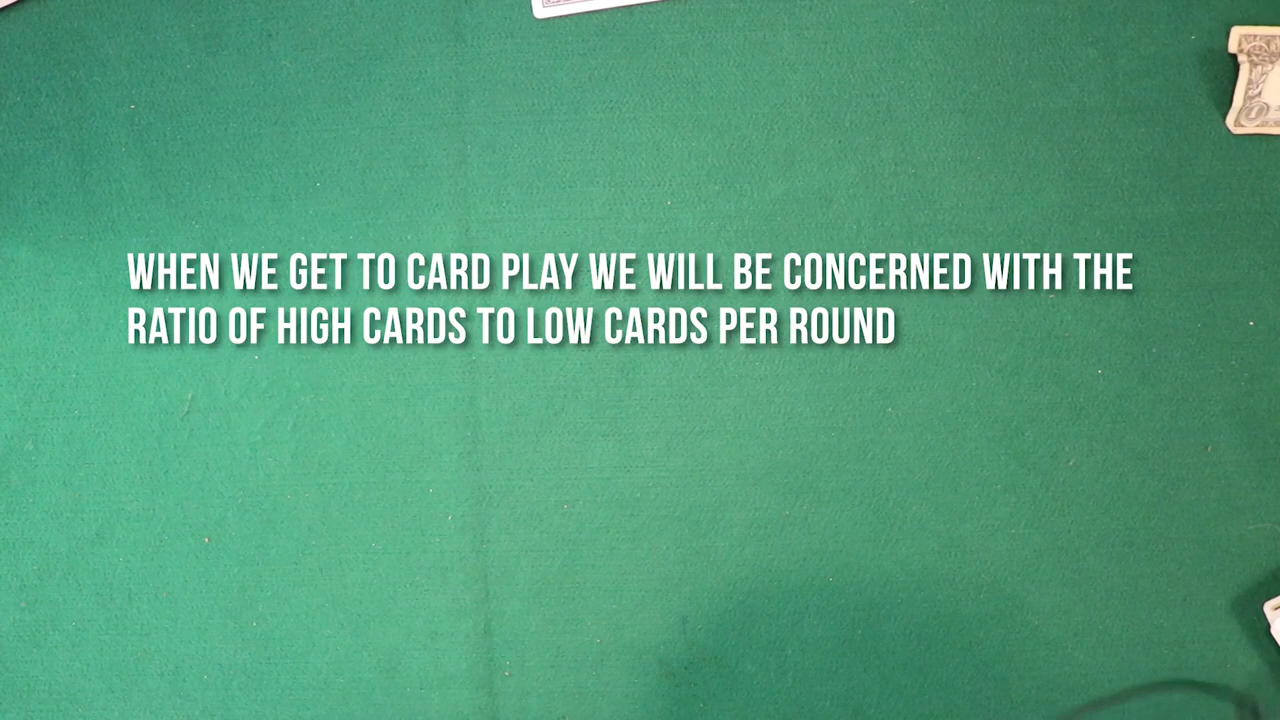 WHEN WE GET TO CARD PLAY WE WILL BE CONCERNED WITH THE
RATIO OF HIGH CARDS TO LOW CARDS PER ROUND
1